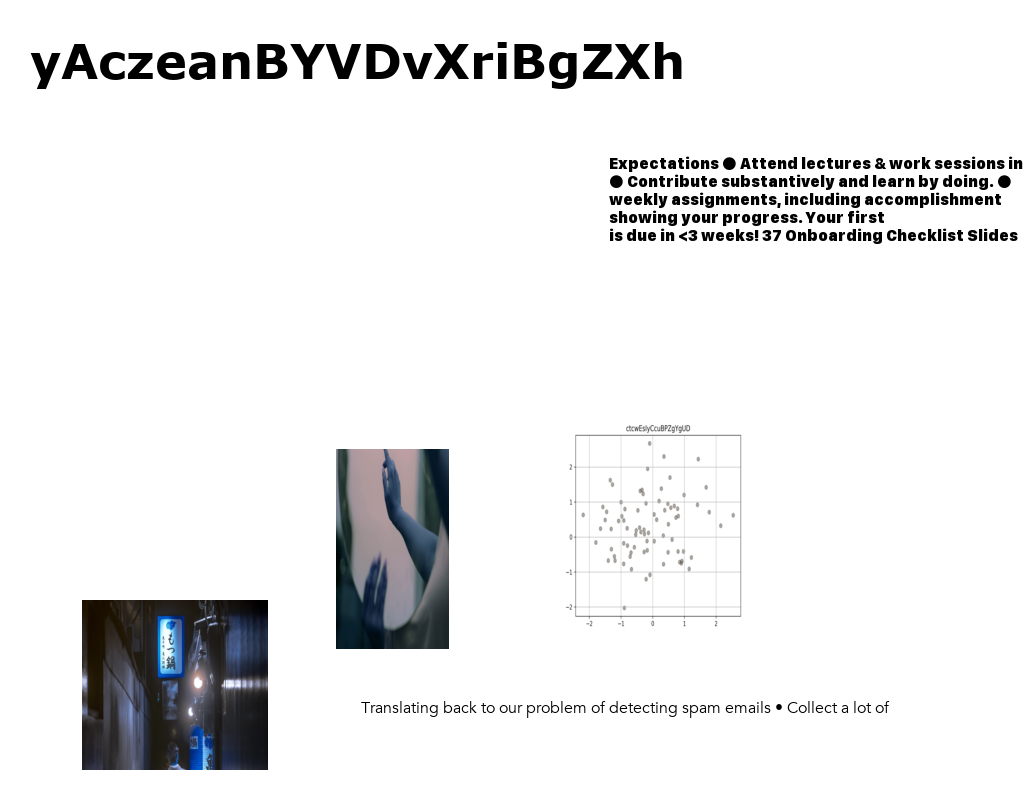 yAczeanBYVDvXriBgZXh
Expectations ● Attend lectures & work sessions in
● Contribute substantively and learn by doing. ●
weekly assignments, including accomplishment
showing your progress. Your first
is due in <3 weeks! 37 Onboarding Checklist Slides
ctcwEsIyCcuBPZgYgUD
2
1
0
−1
−2
−2 −1 0 1 2
もつ鍋
Translating back to our problem of detecting spam emails • Collect a lot of